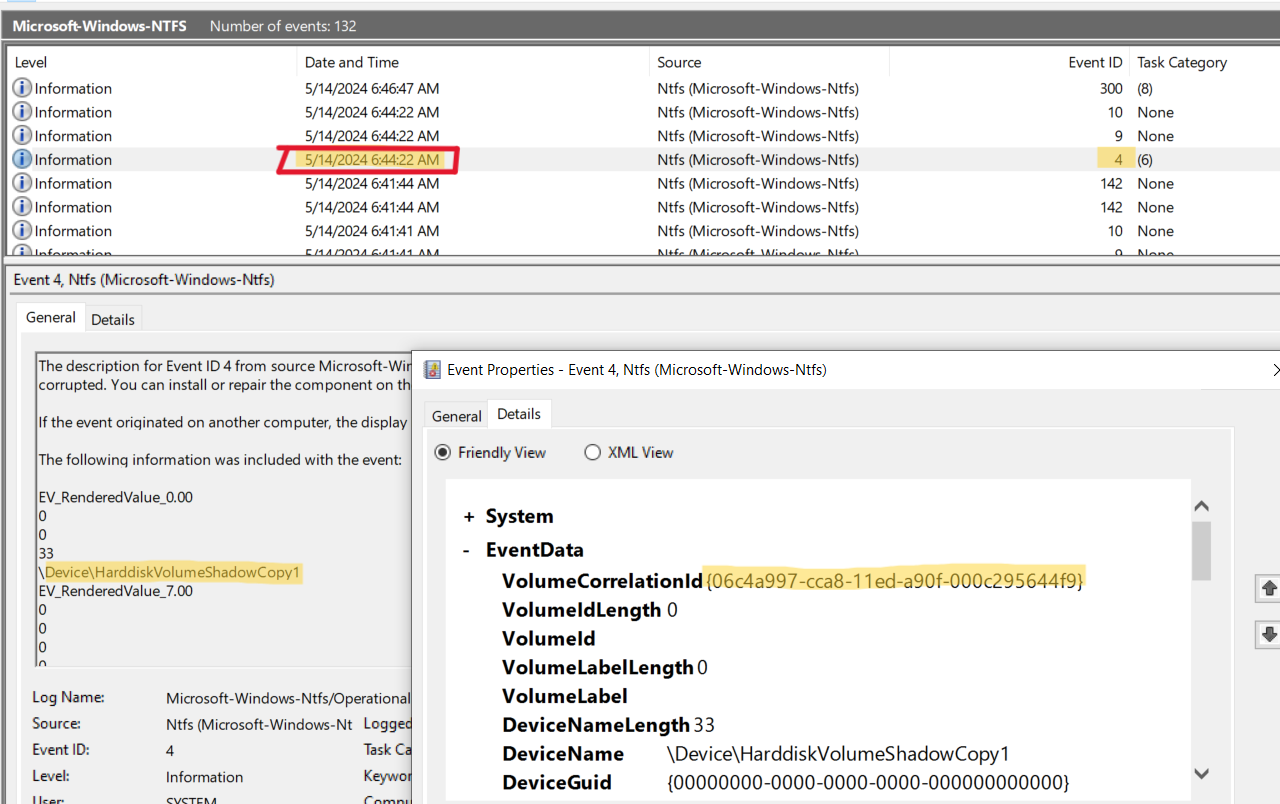 Microsoft-Windows-NTFS Number of events: 132
Level Date and Time Source Event ID Task Category
Information 5/14/2024 6:46:47 AM Ntfs (Microsoft-Windows-Ntfs) 300 (8)
Information 5/14/2024 6:44:22 AM Ntfs (Microsoft-Windows-Ntfs) 10 None
Information 5/14/2024 6:44:22 AM Ntfs (Microsoft-Windows-Ntfs) 9 None
Information 5/14/2024 6:44:22 AM Ntfs (Microsoft-Windows-Ntfs) 4 (6)
Information 5/14/2024 6:41:44 AM Ntfs (Microsoft-Windows-Ntfs) 142 None
Information 5/14/2024 6:41:44 AM Ntfs (Microsoft-Windows-Ntfs) 142 None
Information 5/14/2024 6:41:41 AM Ntfs (Microsoft-Windows-Ntfs) 10 None
Information 5/14/2024 6:41:41 AM Ntfs (Microsoft-Windows-Ntfs) 9 None
Event 4, Ntfs (Microsoft-Windows-Ntfs)
General Details
The description for Event ID 4 from source Microsoft-Wi
corrupted. You can install or repair the component on th
If the event originated on another computer, the display
The following information was included with the event:
EV_RenderedValue_0.00
0
0
33
\Device\HarddiskVolumeShadowCopy1
EV_RenderedValue_7.00
0
0
0
0
Log Name: Microsoft-Windows-Ntfs/Operational
Source: Ntfs (Microsoft-Windows-Nt Logged
Event ID: 4 Task Ca
Level: Information Keywor
User: SYSTEM Compu
Event Properties - Event 4, Ntfs (Microsoft-Windows-Ntfs)
General Details
Friendly View XML View
+ System
- EventData
VolumeCorrelationId {06c4a997-cca8-11ed-a90f-000c295644f9}
VolumeIdLength 0
VolumeId
VolumeLabelLength 0
VolumeLabel
DeviceNameLength 33
DeviceName \Device\HarddiskVolumeShadowCopy1
DeviceGuid {00000000-0000-0000-0000-000000000000}